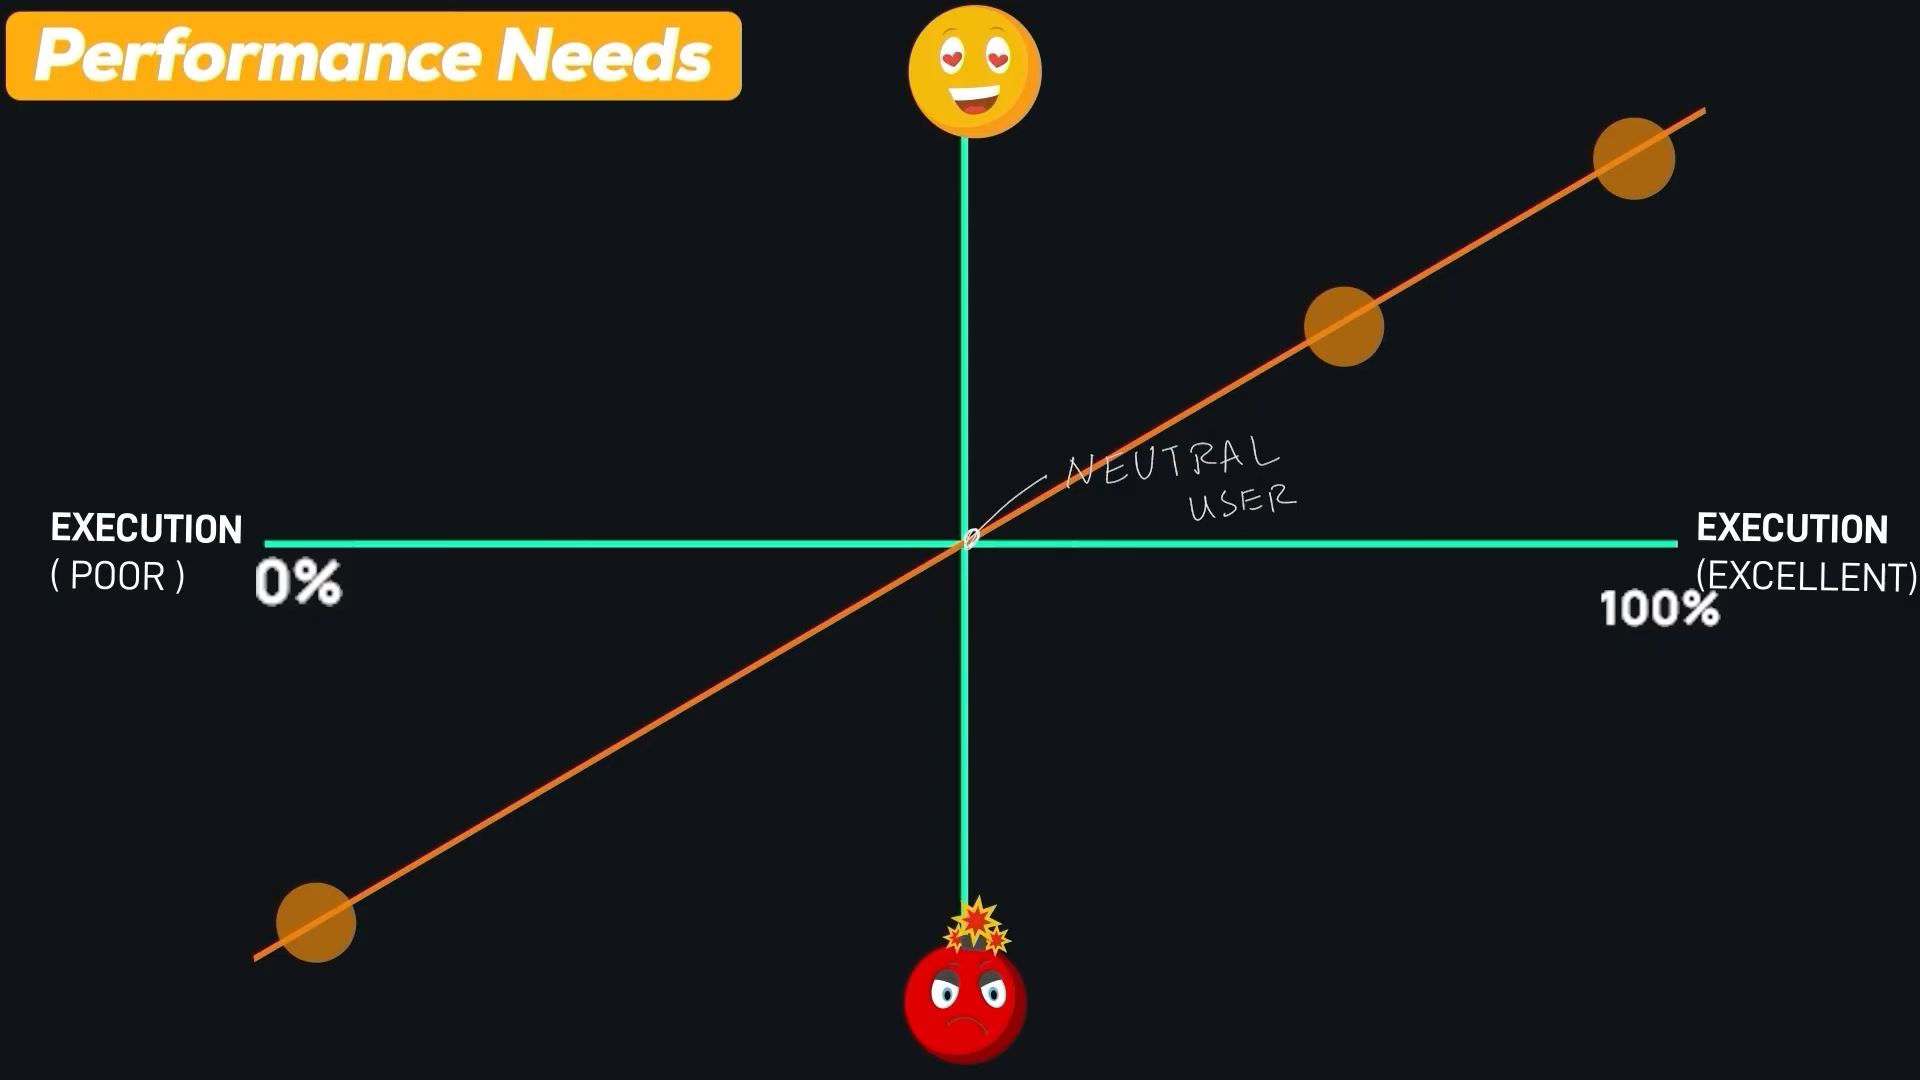 Performance Needs
NEUTRAL
USER
EXECUTION
( POOR )
0%
EXECUTION
(EXCELLENT)
100%